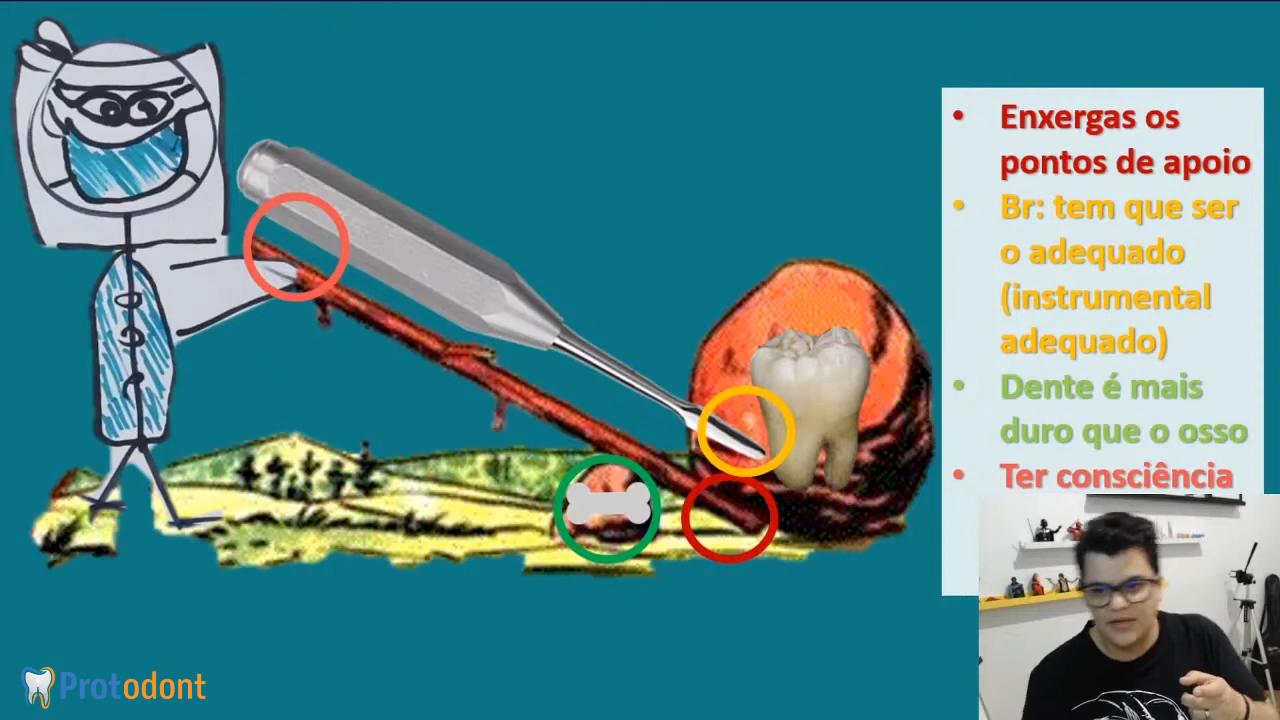 Enxergas os
pontos de apoio
Br: tem que ser
o adequado
(instrumental
adequado)
Dente é mais
duro que o osso
Ter consciência
Protodont